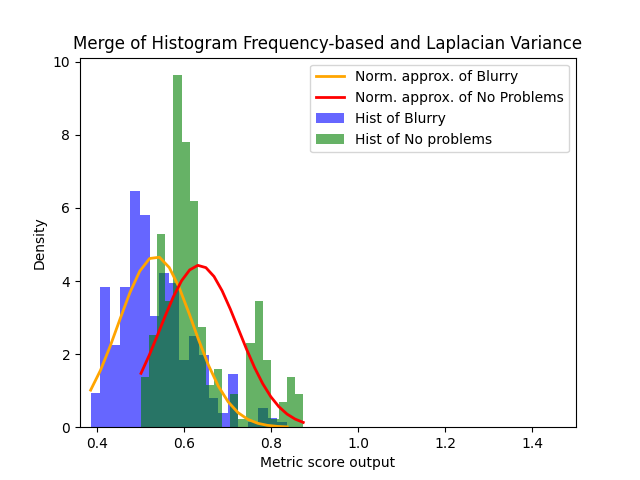 Merge of Histogram Frequency-based and Laplacian Variance
Norm. approx. of Blurry
Norm. approx. of No Problems
Hist of Blurry
Hist of No problems
Density
10
8
6
4
2
0
0.4 0.6 0.8 1.0 1.2 1.4
Metric score output